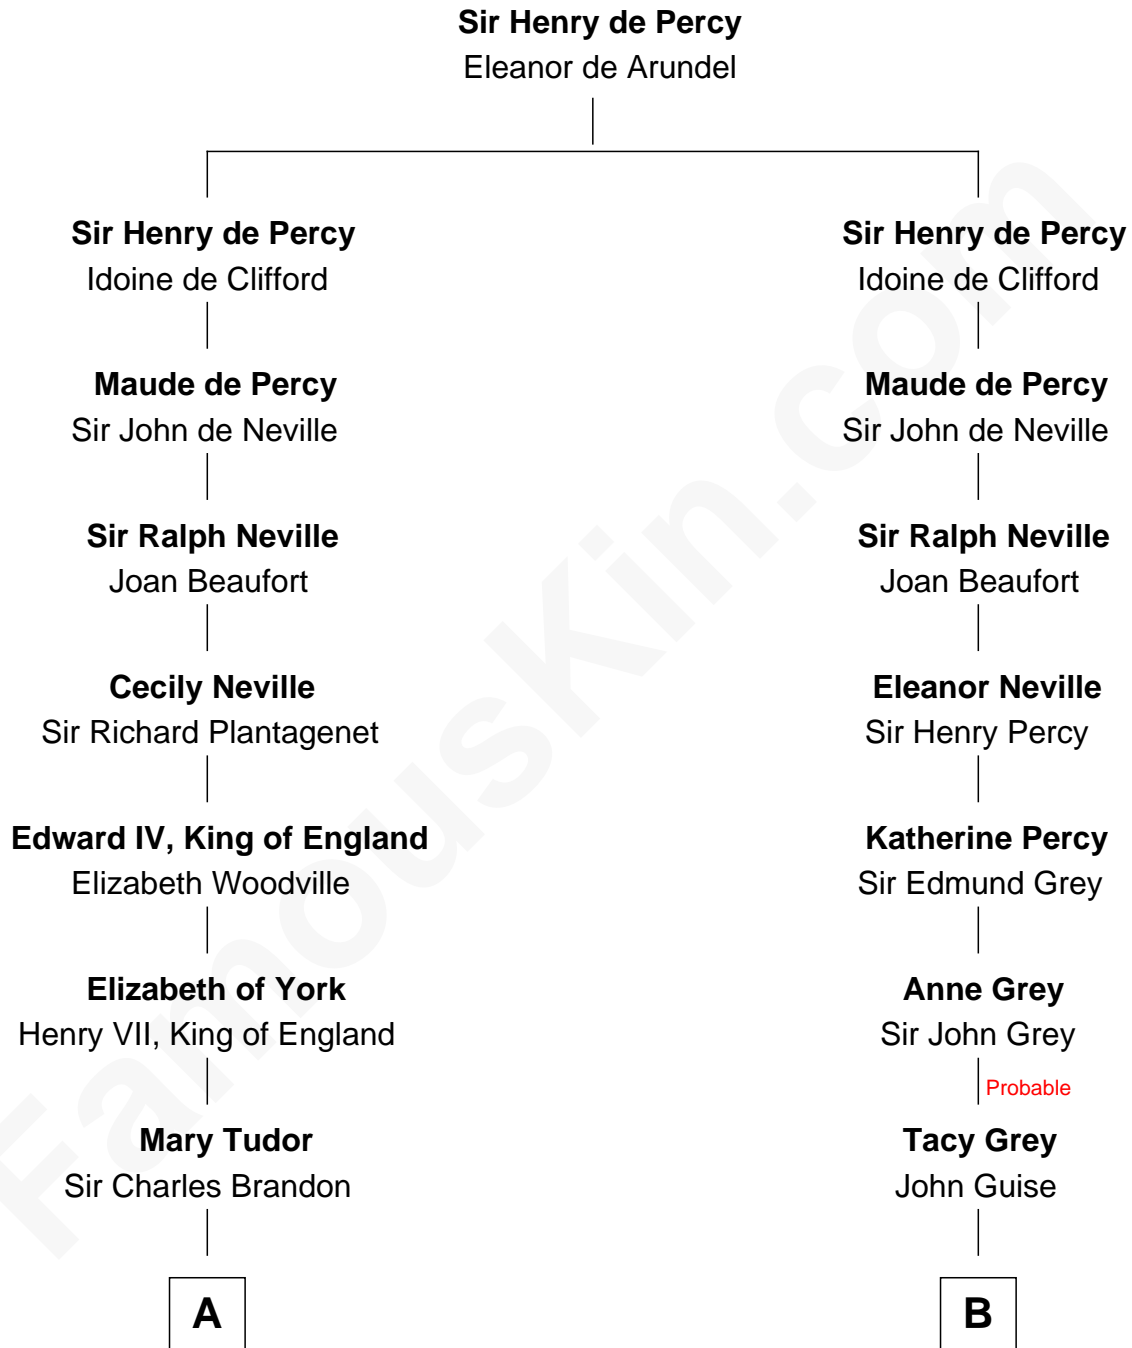 Sir Henry de Percy
Eleanor de Arundel
Sir Henry de Percy
Idoine de Clifford
Maude de Percy
Sir John de Neville
Sir Ralph Neville
Joan Beaufort
Cecily Neville
Sir Richard Plantagenet
Edward IV, King of England
Elizabeth Woodville
Elizabeth of York
Henry VII, King of England
Mary Tudor
Sir Charles Brandon
A
Sir Henry de Percy
Idoine de Clifford
Maude de Percy
Sir John de Neville
Sir Ralph Neville
Joan Beaufort
Eleanor Neville
Sir Henry Percy
Katherine Percy
Sir Edmund Grey
Anne Grey
Sir John Grey
Probable
Tacy Grey
John Guise
B
FamousKin.com